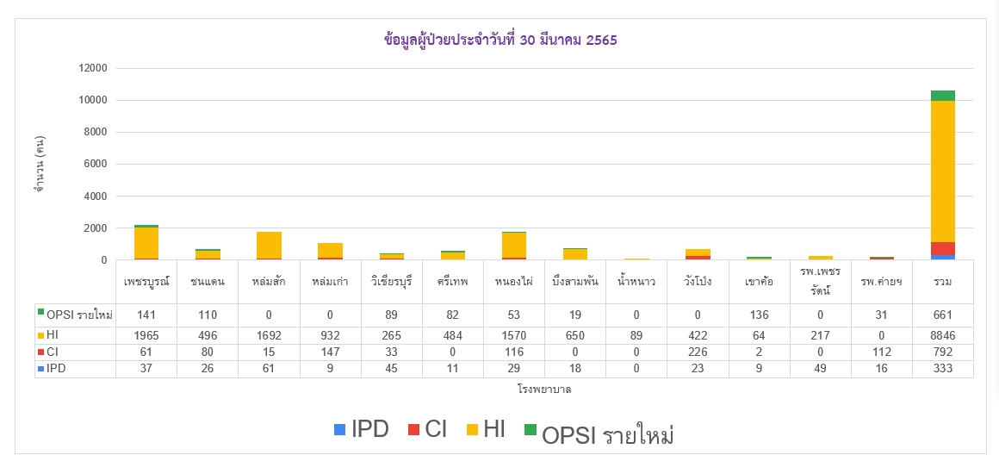 ข้อมูลผู้ป่วยประจำวันที่ 30 มีนาคม 2565
จำนวน (คน)
12000
10000
8000
6000
4000
2000
0
เพชรบูรณ์ ชนแดน หล่มสัก หล่มเก่า วิเชียรบุรี ศรีเทพ หนองไผ่ บึงสามพัน น้ำหนาว วังโป่ง เขาค้อ รพ.เพชร รพ.ค่ายฯ รวม
รัตน์
OPSI รายใหม่ 141 110 0 0 89 82 53 19 0 0 136 0 31 661
HI 1965 496 1692 932 265 484 1570 650 89 422 64 217 0 8846
CI 61 80 15 147 33 0 116 0 0 226 2 0 112 792
IPD 37 26 61 9 45 11 29 18 0 23 9 49 16 333
โรงพยาบาล
IPD CI HI OPSI รายใหม่